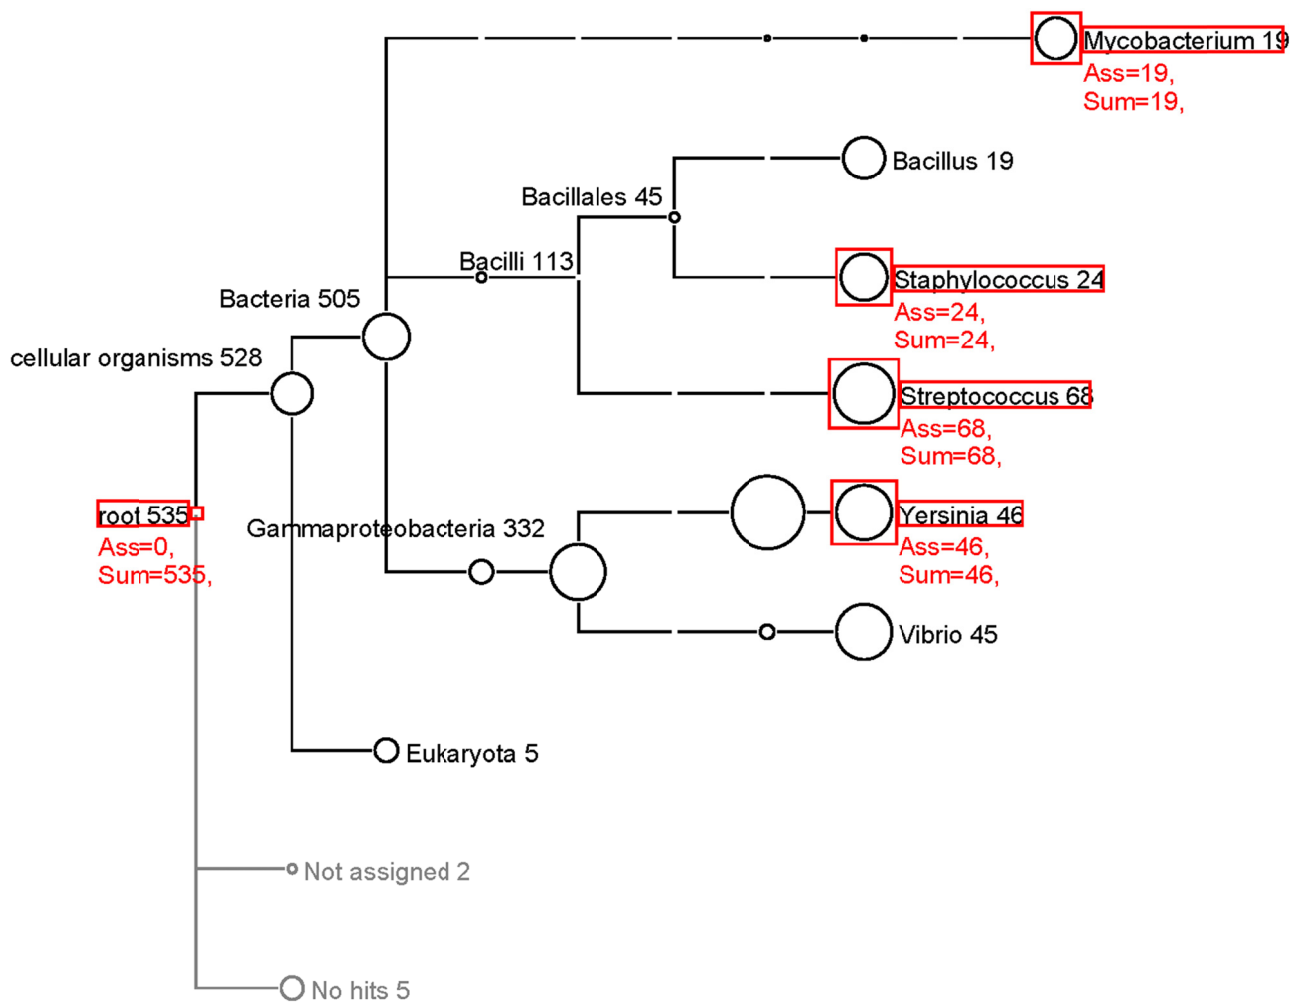 Mycobacterium 19
Ass=19,
Sum=19,
Bacillus 19
Bacillales 45
Bacilli 113
Staphylococcus 24
Ass=24,
Sum=24,
Bacteria 505
cellular organisms 528
Streptococcus 68
Ass=68,
Sum=68,
root 535
Ass=0,
Sum=535,
Gammaproteobacteria 332
Yersinia 46
Ass=46,
Sum=46,
Vibrio 45
Eukaryota 5
Not assigned 2
No hits 5